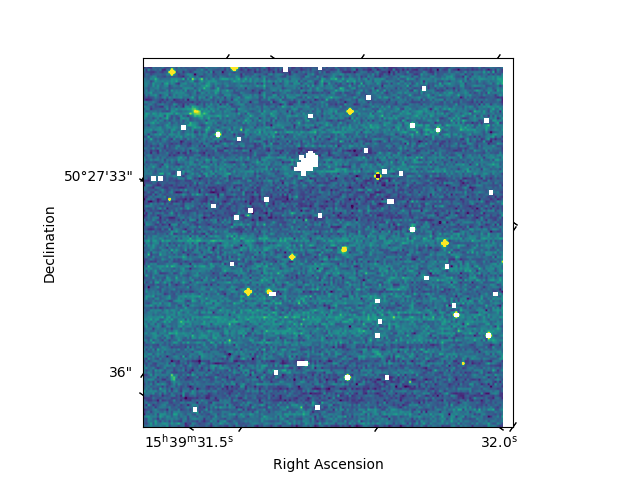 50°27'33"
Declination
36"
15ʰ39ᵐ31.5ˢ
32.0ˢ
Right Ascension